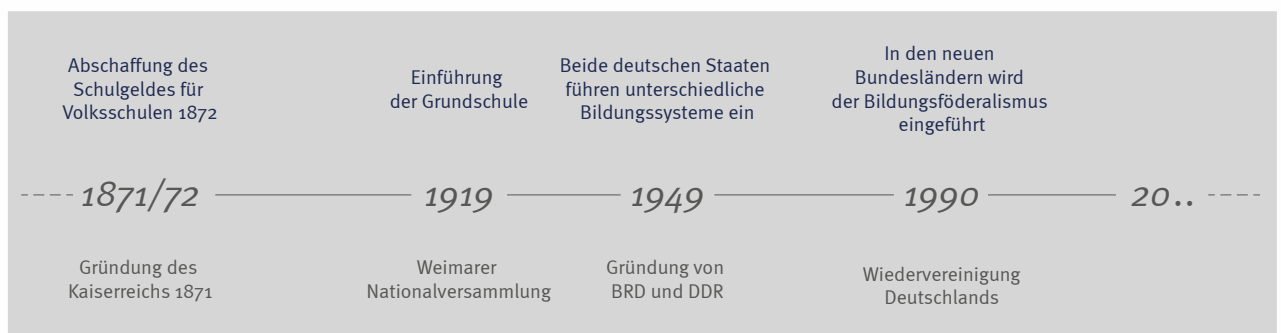 Abschaffung des
Schulgeldes für
Volksschulen 1872
Einführung
der Grundschule
Beide deutschen Staaten
führen unterschiedliche
Bildungssysteme ein
In den neuen
Bundesländern wird
der Bildungsföderalismus
eingeführt
1871/72
1919
1949
1990
20..
Gründung des
Kaiserreichs 1871
Weimarer
Nationalversammlung
Gründung von
BRD und DDR
Wiedervereinigung
Deutschlands